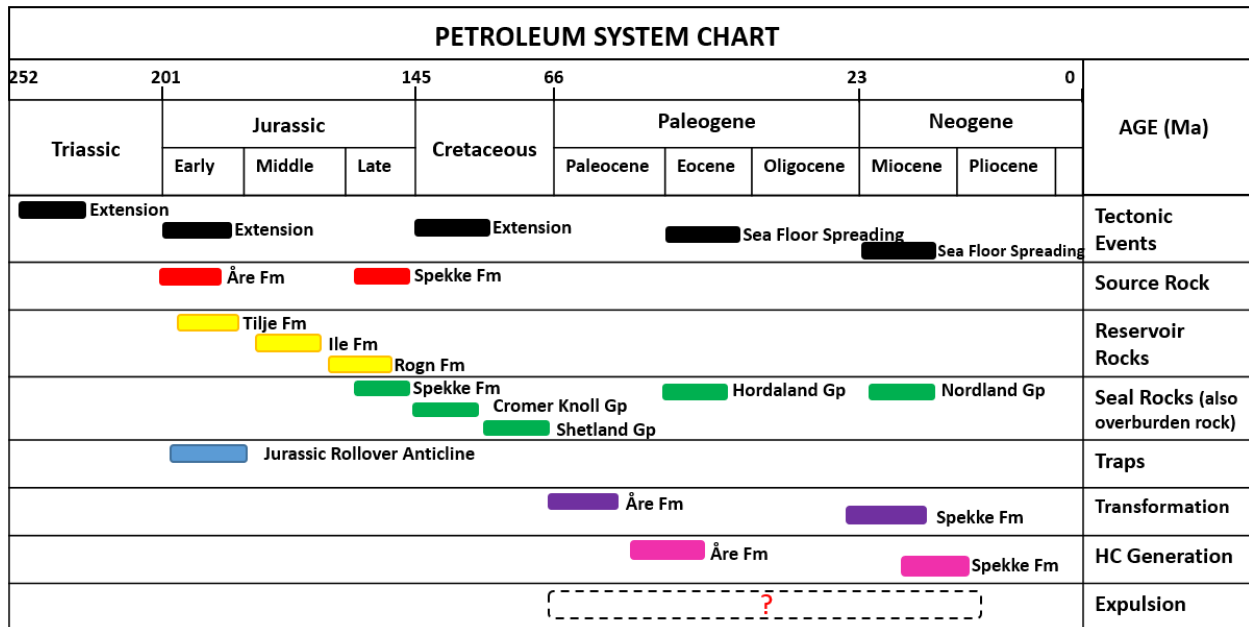 PETROLEUM SYSTEM CHART
252 201 145 66 23 0
AGE (Ma)
Triassic
Jurassic
Cretaceous
Paleogene
Neogene
Early Middle Late
Paleocene Eocene Oligocene Miocene Pliocene
Extension
Extension
Extension
Sea Floor Spreading
Sea Floor Spreading
Tectonic
Events
Åre Fm Spekke Fm
Source Rock
Tilje Fm
Ile Fm
Rogn Fm
Reservoir
Rocks
Spekke Fm
Cromer Knoll Gp
Shetland Gp
Hordaland Gp
Nordland Gp
Seal Rocks (also
overburden rock)
Jurassic Rollover Anticline
Traps
Åre Fm
Spekke Fm
Transformation
Åre Fm
Spekke Fm
HC Generation
?
Expulsion